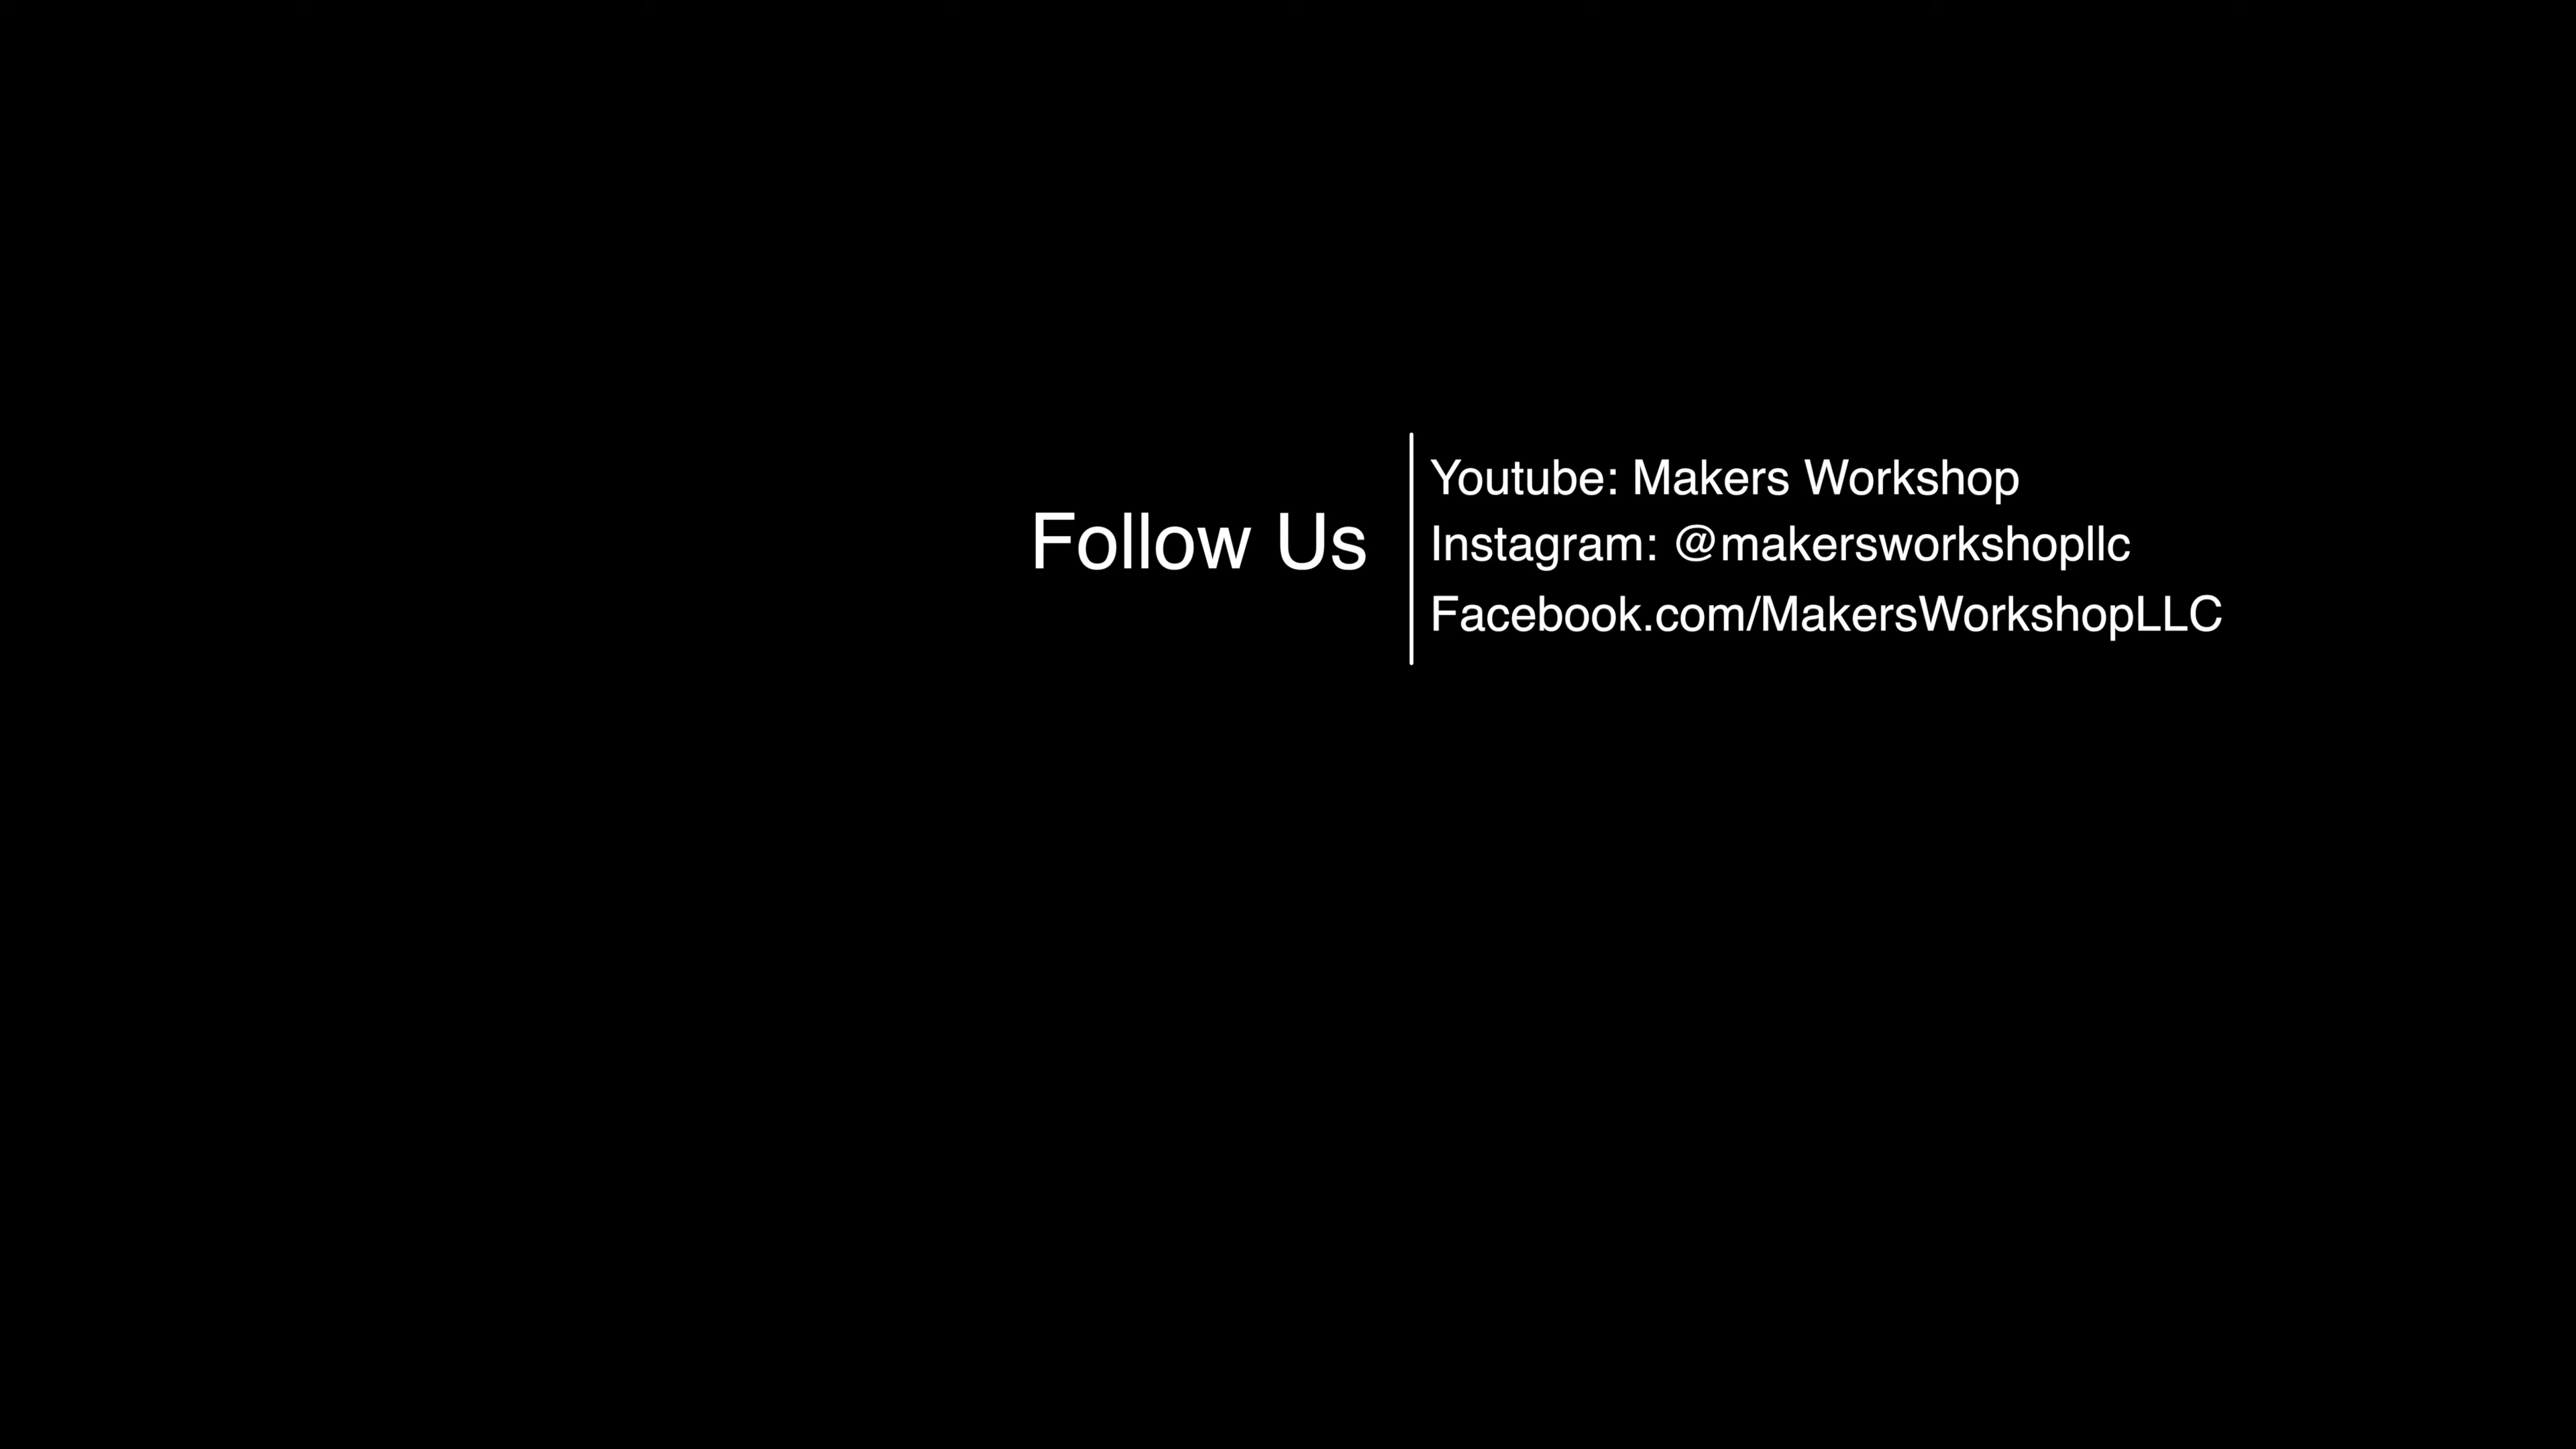 Follow Us
Youtube: Makers Workshop
Instagram: @makersworkshopllc
Facebook.com/MakersWorkshopLLC